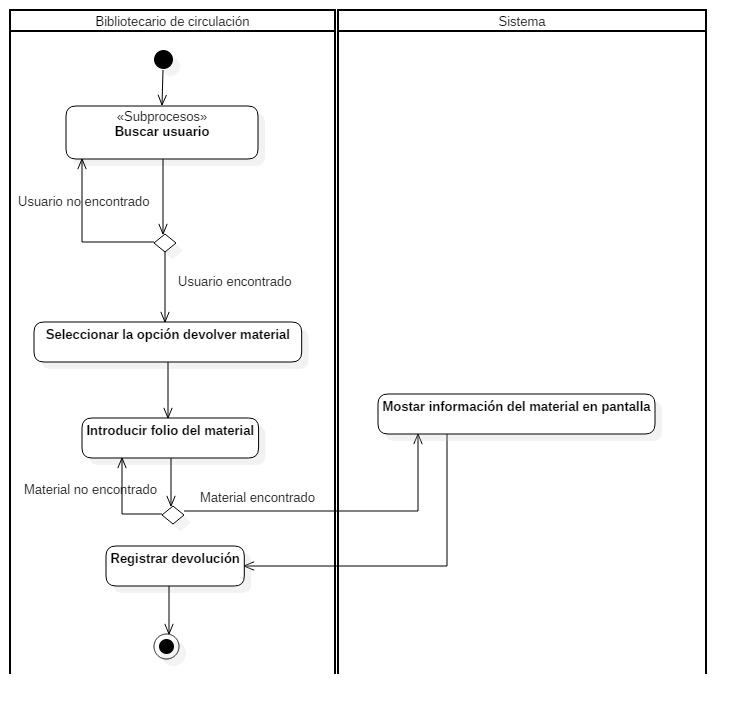 Bibliotecario de circulación
Sistema
«Subprocesos»
Buscar usuario
Usuario no encontrado
Usuario encontrado
Seleccionar la opción devolver material
Mostar información del material en pantalla
Introducir folio del material
Material no encontrado
Material encontrado
Registrar devolución